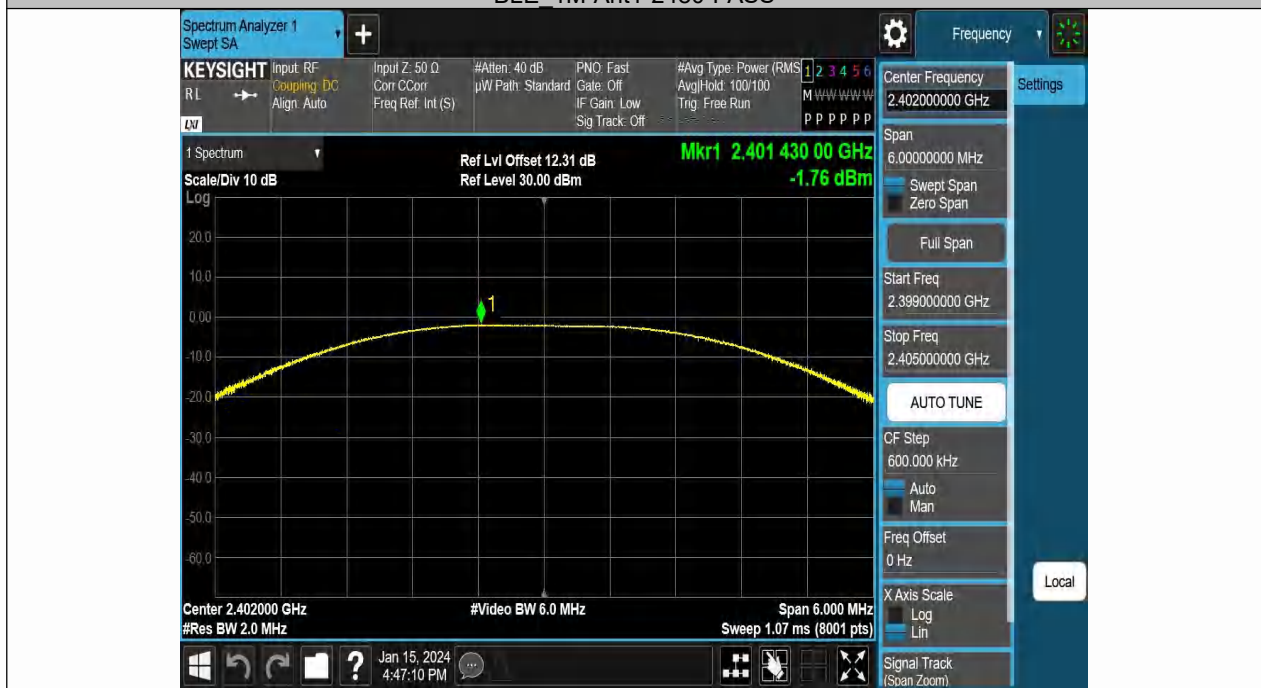 Spectrum Analyzer 1
Swept SA
+
Frequency
KEYSIGHT
RL
LXI
Input: RF
Coupling: DC
Align: Auto
Input Z: 50 Ω
Corr CCorr
Freq Ref: Int (S)
#Atten: 40 dB
µW Path: Standard
PNO: Fast
Gate: Off
IF Gain: Low
Sig Track: Off
#Avg Type: Power (RMS
Avg|Hold: 100/100
Trig: Free Run
1 2 3 4 5 6
M W W W W W
P P P P P P
Center Frequency
2.402000000 GHz
Settings
Span
6.00000000 MHz
Swept Span
Zero Span
Full Span
Start Freq
2.399000000 GHz
Stop Freq
2.405000000 GHz
AUTO TUNE
CF Step
600.000 kHz
Auto
Man
Freq Offset
0 Hz
X Axis Scale
Log
Lin
Signal Track
(Span Zoom)
Local
1 Spectrum
Scale/Div 10 dB
Log
Ref Lvl Offset 12.31 dB
Ref Level 30.00 dBm
Mkr1 2.401 430 00 GHz
-1.76 dBm
20.0
10.0
1
0.00
-10.0
-20.0
-30.0
-40.0
-50.0
-60.0
Center 2.402000 GHz
#Video BW 6.0 MHz
Span 6.000 MHz
#Res BW 2.0 MHz
Sweep 1.07 ms (8001 pts)
?
Jan 15, 2024
4:47:10 PM